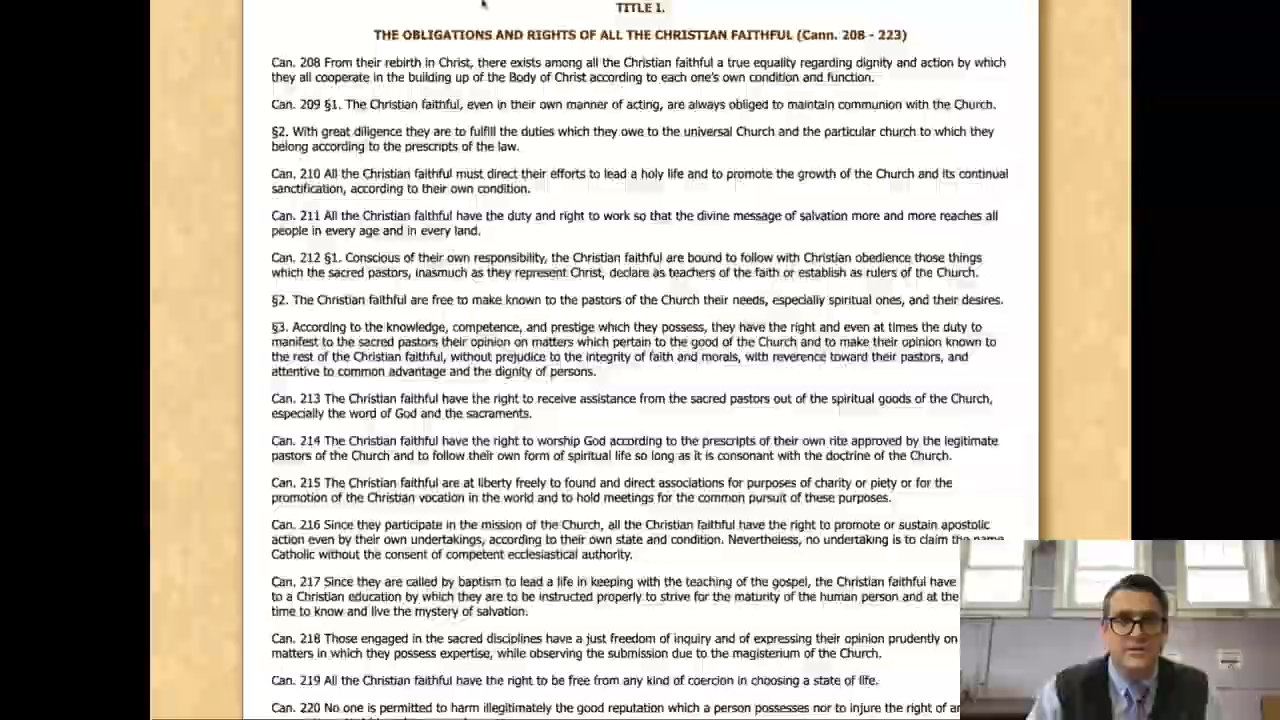 TITLE I.
THE OBLIGATIONS AND RIGHTS OF ALL THE CHRISTIAN FAITHFUL (Cann. 208 - 223)
Can. 208 From their rebirth in Christ, there exists among all the Christian faithful a true equality regarding dignity and action by which
they all cooperate in the building up of the Body of Christ according to each one's own condition and function.
Can. 209 §1. The Christian faithful, even in their own manner of acting, are always obliged to maintain communion with the Church.
§2. With great diligence they are to fulfill the duties which they owe to the universal Church and the particular church to which they
belong according to the prescripts of the law.
Can. 210 All the Christian faithful must direct their efforts to lead a holy life and to promote the growth of the Church and its continual
sanctification, according to their own condition.
Can. 211 All the Christian faithful have the duty and right to work so that the divine message of salvation more and more reaches all
people in every age and in every land.
Can. 212 §1. Conscious of their own responsibility, the Christian faithful are bound to follow with Christian obedience those things
which the sacred pastors, inasmuch as they represent Christ, declare as teachers of the faith or establish as rulers of the Church.
§2. The Christian faithful are free to make known to the pastors of the Church their needs, especially spiritual ones, and their desires.
§3. According to the knowledge, competence, and prestige which they possess, they have the right and even at times the duty to
manifest to the sacred pastors their opinion on matters which pertain to the good of the Church and to make their opinion known to
the rest of the Christian faithful, without prejudice to the integrity of faith and morals, with reverence toward their pastors, and
attentive to common advantage and the dignity of persons.
Can. 213 The Christian faithful have the right to receive assistance from the sacred pastors out of the spiritual goods of the Church,
especially the word of God and the sacraments.
Can. 214 The Christian faithful have the right to worship God according to the prescripts of their own rite approved by the legitimate
pastors of the Church and to follow their own form of spiritual life so long as it is consonant with the doctrine of the Church.
Can. 215 The Christian faithful are at liberty freely to found and direct associations for purposes of charity or piety or for the
promotion of the Christian vocation in the world and to hold meetings for the common pursuit of these purposes.
Can. 216 Since they participate in the mission of the Church, all the Christian faithful have the right to promote or sustain apostolic
action even by their own undertakings, according to their own state and condition. Nevertheless, no undertaking is to claim the name
Catholic without the consent of competent ecclesiastical authority.
Can. 217 Since they are called by baptism to lead a life in keeping with the teaching of the gospel, the Christian faithful have
to a Christian education by which they are to be instructed properly to strive for the maturity of the human person and at the
time to know and live the mystery of salvation.
Can. 218 Those engaged in the sacred disciplines have a just freedom of inquiry and of expressing their opinion prudently on
matters in which they possess expertise, while observing the submission due to the magisterium of the Church.
Can. 219 All the Christian faithful have the right to be free from any kind of coercion in choosing a state of life.
Can. 220 No one is permitted to harm illegitimately the good reputation which a person possesses nor to injure the right of